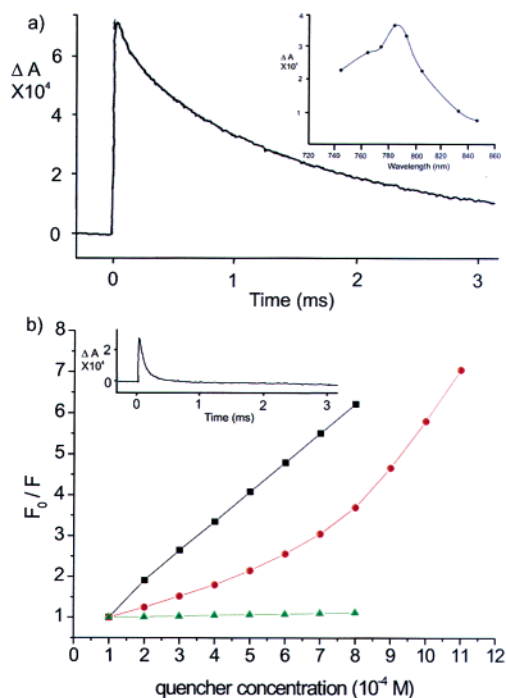 a)
Δ A
X10⁴
6
4
2
0
0 1 2 3
Time (ms)
Δ A
X10⁴
4
3
2
1
720 740 760 780 800 820 840 860
Wavelength (nm)
b)
8
7
6
5
4
3
2
1
F₀ / F
0 1 2 3 4 5 6 7 8 9 10 11 12
quencher concentration (10⁻⁴ M)
Δ A
X10⁴
2
0
0 1 2 3
Time (ms)